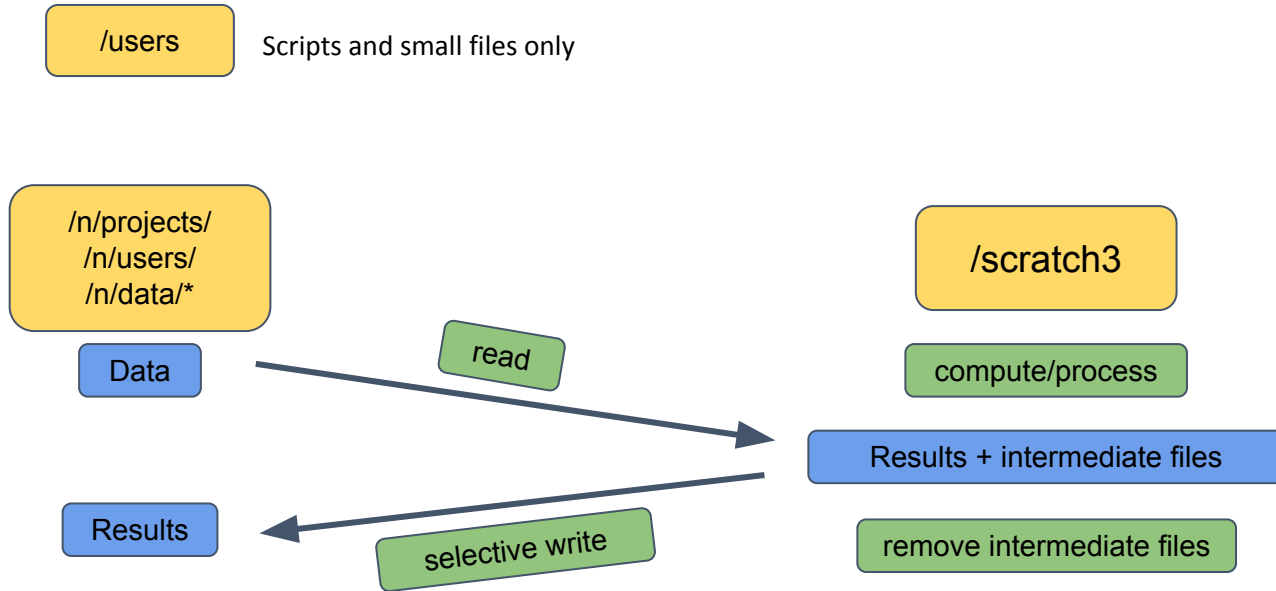 /users
Scripts and small files only
/n/projects/
/n/users/
/n/data/*
/scratch3
Data
read
compute/process
Results + intermediate files
Results
selective write
remove intermediate files